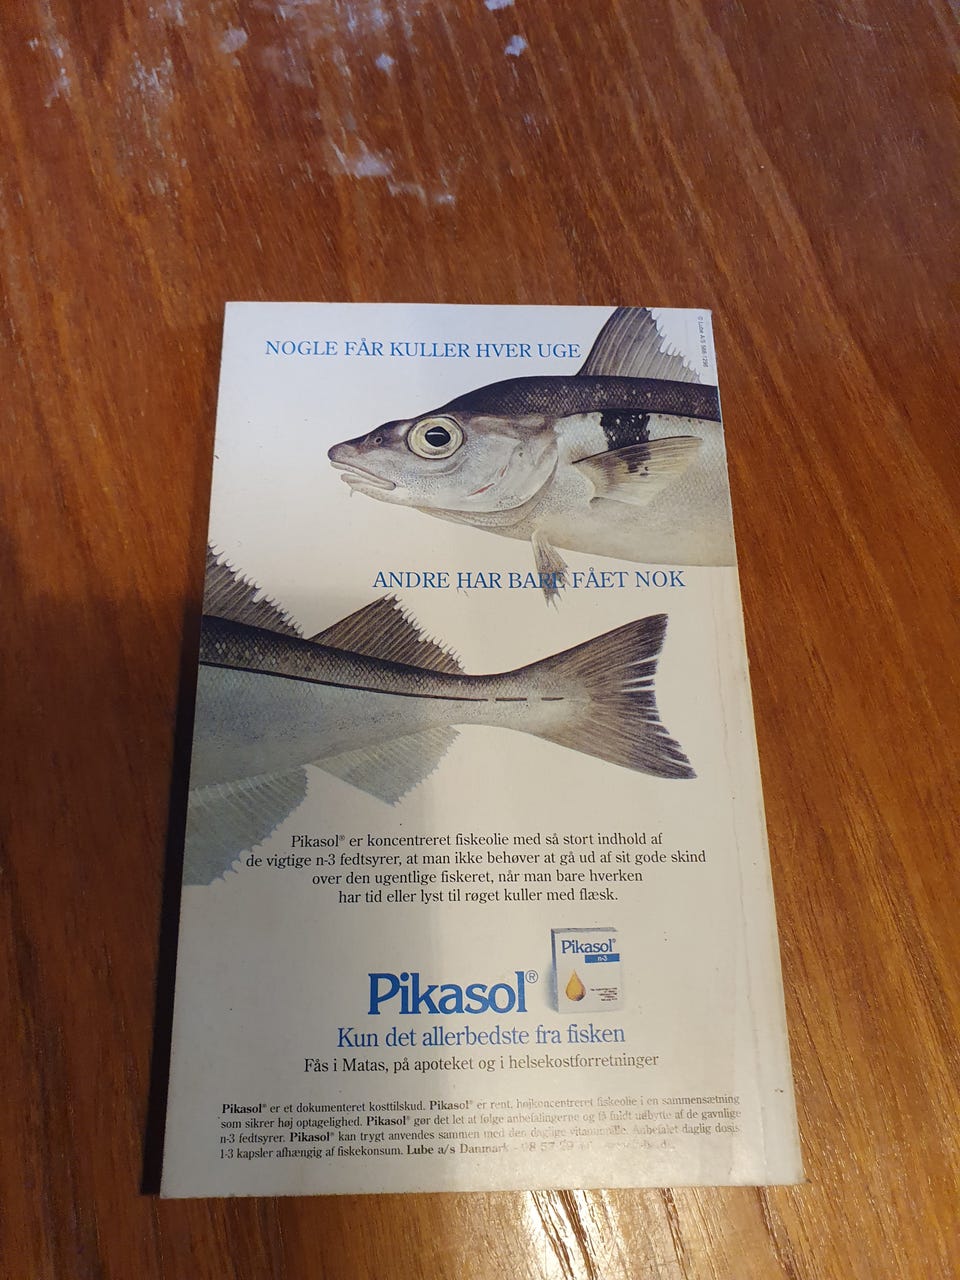 NOGLE FÅR KULLER HVER UGE
© Lube A/S 588-1298
ANDRE HAR BARE FÅET NOK
Pikasol® er koncentreret fiskeolie med så stort indhold af
de vigtige n-3 fedtsyrer, at man ikke behøver at gå ud af sit gode skind
over den ugentlige fiskeret, når man bare hverken
har tid eller lyst til røget kuller med flæsk.
Pikasol®
n-3
Pikasol®
Kun det allerbedste fra fisken
Fås i Matas, på apoteket og i helsekostforretninger
Pikasol® er et dokumenteret kosttilskud. Pikasol® er rent, højkoncentreret fiskeolie i en sammensætning
som sikrer høj optagelighed. Pikasol® gør det let at følge anbefalingerne og få fuldt udbytte af de gavnlige
n-3 fedtsyrer. Pikasol® kan trygt anvendes sammen med den daglige vitaminpille. Anbefalet daglig dosis
1-3 kapsler afhængig af fiskekonsum. Lube a/s Danmark